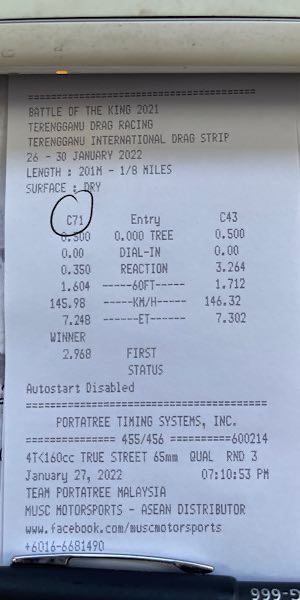 ========================================
BATTLE OF THE KING 2021
TERENGGANU DRAG RACING
TERENGGANU INTERNATIONAL DRAG STRIP
26 - 30 JANUARY 2022
LENGTH : 201M - 1/8 MILES
SURFACE : DRY
C71 Entry C43
0.500 0.000 TREE 0.500
0.00 DIAL-IN 0.00
0.350 REACTION 3.264
1.604 -----60FT----- 1.712
145.98 -----KM/H----- 146.32
7.248 ------ET----- 7.302
WINNER
2.968 FIRST
STATUS
Autostart Disabled
========================================
PORTATREE TIMING SYSTEMS, INC.
============== 455/456 ==========600214
4T<160cc TRUE STREET 65mm QUAL RND 3
January 27, 2022 07:10:53 PM
TEAM PORTATREE MALAYSIA
MUSC MOTORSPORTS - ASEAN DISTRIBUTOR
www.facebook.com/muscmotorsports
+6016-6681490